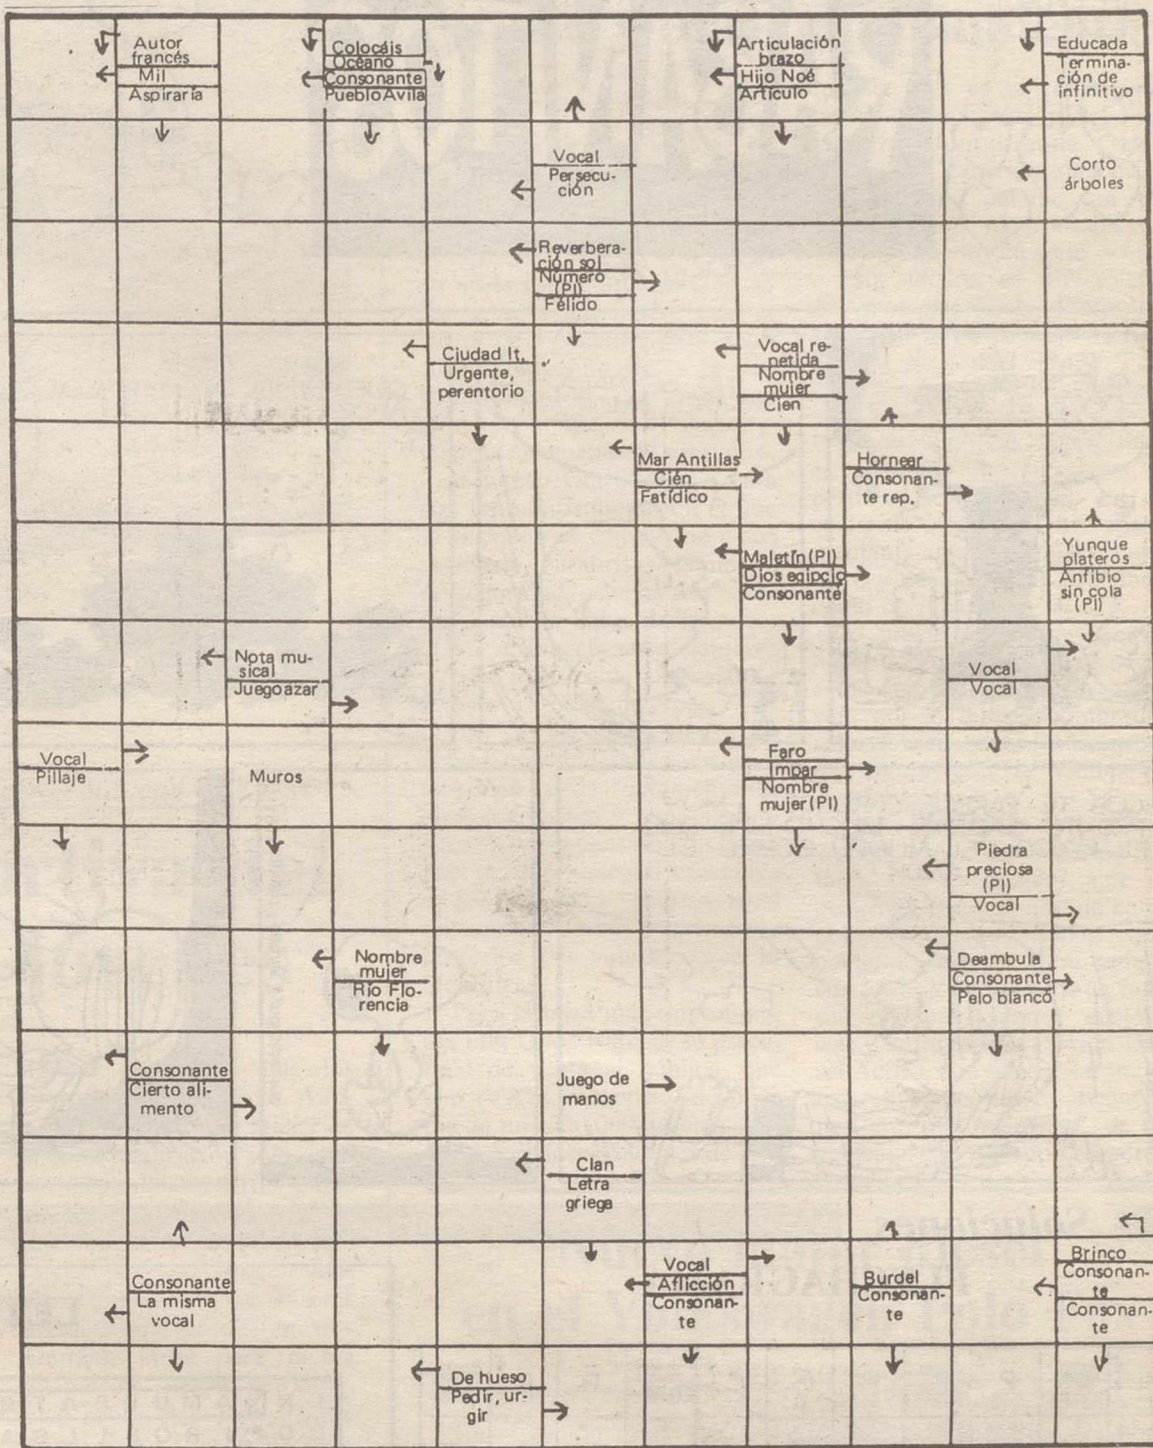 Autor
francés
Mil
Aspiraría
Colocáis
Océano
Consonante
Pueblo Avila
Articulación
brazo
Hijo Noé
Artículo
Educada
Termina-
ción de
infinitivo
Vocal
Persecu-
ción
Corto
árboles
Reverbera-
ción sol
Número
(Pl)
Félido
Ciudad It.
Urgente,
perentorio
Vocal re-
petida
Nombre
mujer
Cien
Mar Antillas
Cién
Fatídico
Hornear
Consonan-
te rep.
Maletín (Pl)
Dios egipcio
Consonante
Yunque
plateros
Anfibio
sin cola
(Pl)
Nota mu-
sical
Juego azar
Vocal
Vocal
Vocal
Pillaje
Muros
Faro
Impar
Nombre
mujer (Pl)
Piedra
preciosa
(Pl)
Vocal
Nombre
mujer
Río Flo-
rencia
Deambula
Consonante
Pelo blanco
Consonante
Cierto ali-
mento
Juego de
manos
Clan
Letra
griega
Consonante
La misma
vocal
Vocal
Aflicción
Consonan-
te
Burdel
Consonan-
te
Brinco
Consonan-
te
Consonan-
te
De hueso
Pedir, ur-
gir